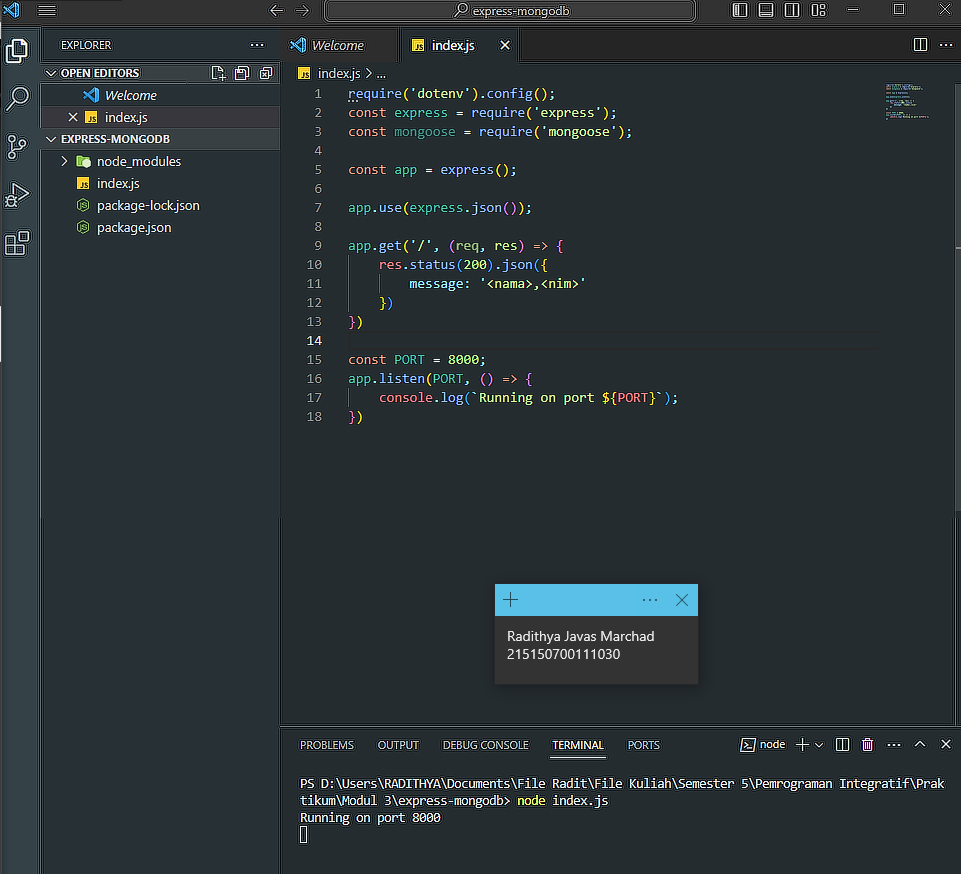 express-mongodb
EXPLORER
Welcome
index.js
OPEN EDITORS
Welcome
index.js
EXPRESS-MONGODB
node_modules
index.js
package-lock.json
package.json
index.js > ...
1 require('dotenv').config();
2 const express = require('express');
3 const mongoose = require('mongoose');
4
5 const app = express();
6
7 app.use(express.json());
8
9 app.get('/', (req, res) => {
10 res.status(200).json({
11 message: '<nama>,<nim>'
12 })
13 })
14
15 const PORT = 8000;
16 app.listen(PORT, () => {
17 console.log(`Running on port ${PORT}`);
18 })
Radithya Javas Marchad
215150700111030
PROBLEMS OUTPUT DEBUG CONSOLE TERMINAL PORTS node
PS D:\Users\RADITHYA\Documents\File Radit\File Kuliah\Semester 5\Pemrograman Integratif\Prak
tikum\Modul 3\express-mongodb> node index.js
Running on port 8000